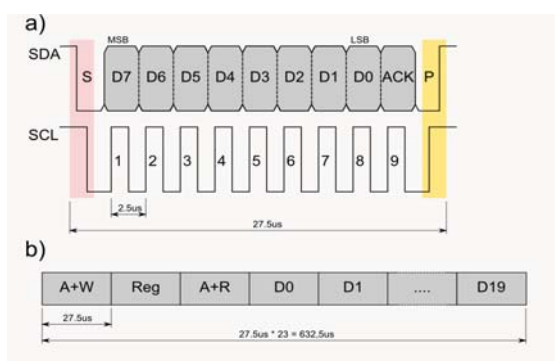 a)
MSB LSB
SDA S D7 D6 D5 D4 D3 D2 D1 D0 ACK P
SCL 1 2 3 4 5 6 7 8 9
2.5us
27.5us
b)
A+W Reg A+R D0 D1 .... D19
27.5us
27.5us * 23 = 632,5us